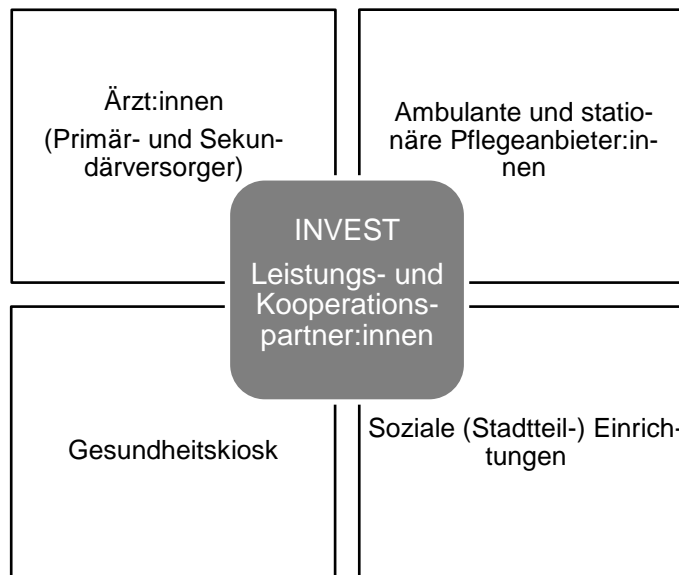 Ärzt:innen
(Primär- und Sekun-
därversorger)
Ambulante und statio-
näre Pflegeanbieter:in-
nen
INVEST
Leistungs- und
Kooperations-
partner:innen
Gesundheitskiosk
Soziale (Stadtteil-) Einrich-
tungen